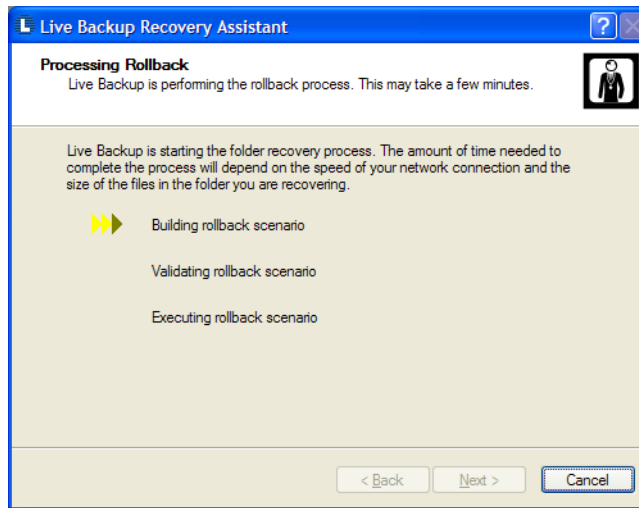 L Live Backup Recovery Assistant ?
Processing Rollback
Live Backup is performing the rollback process. This may take a few minutes.
Live Backup is starting the folder recovery process. The amount of time needed to
complete the process will depend on the speed of your network connection and the
size of the files in the folder you are recovering.
Building rollback scenario
Validating rollback scenario
Executing rollback scenario
< Back Next > Cancel